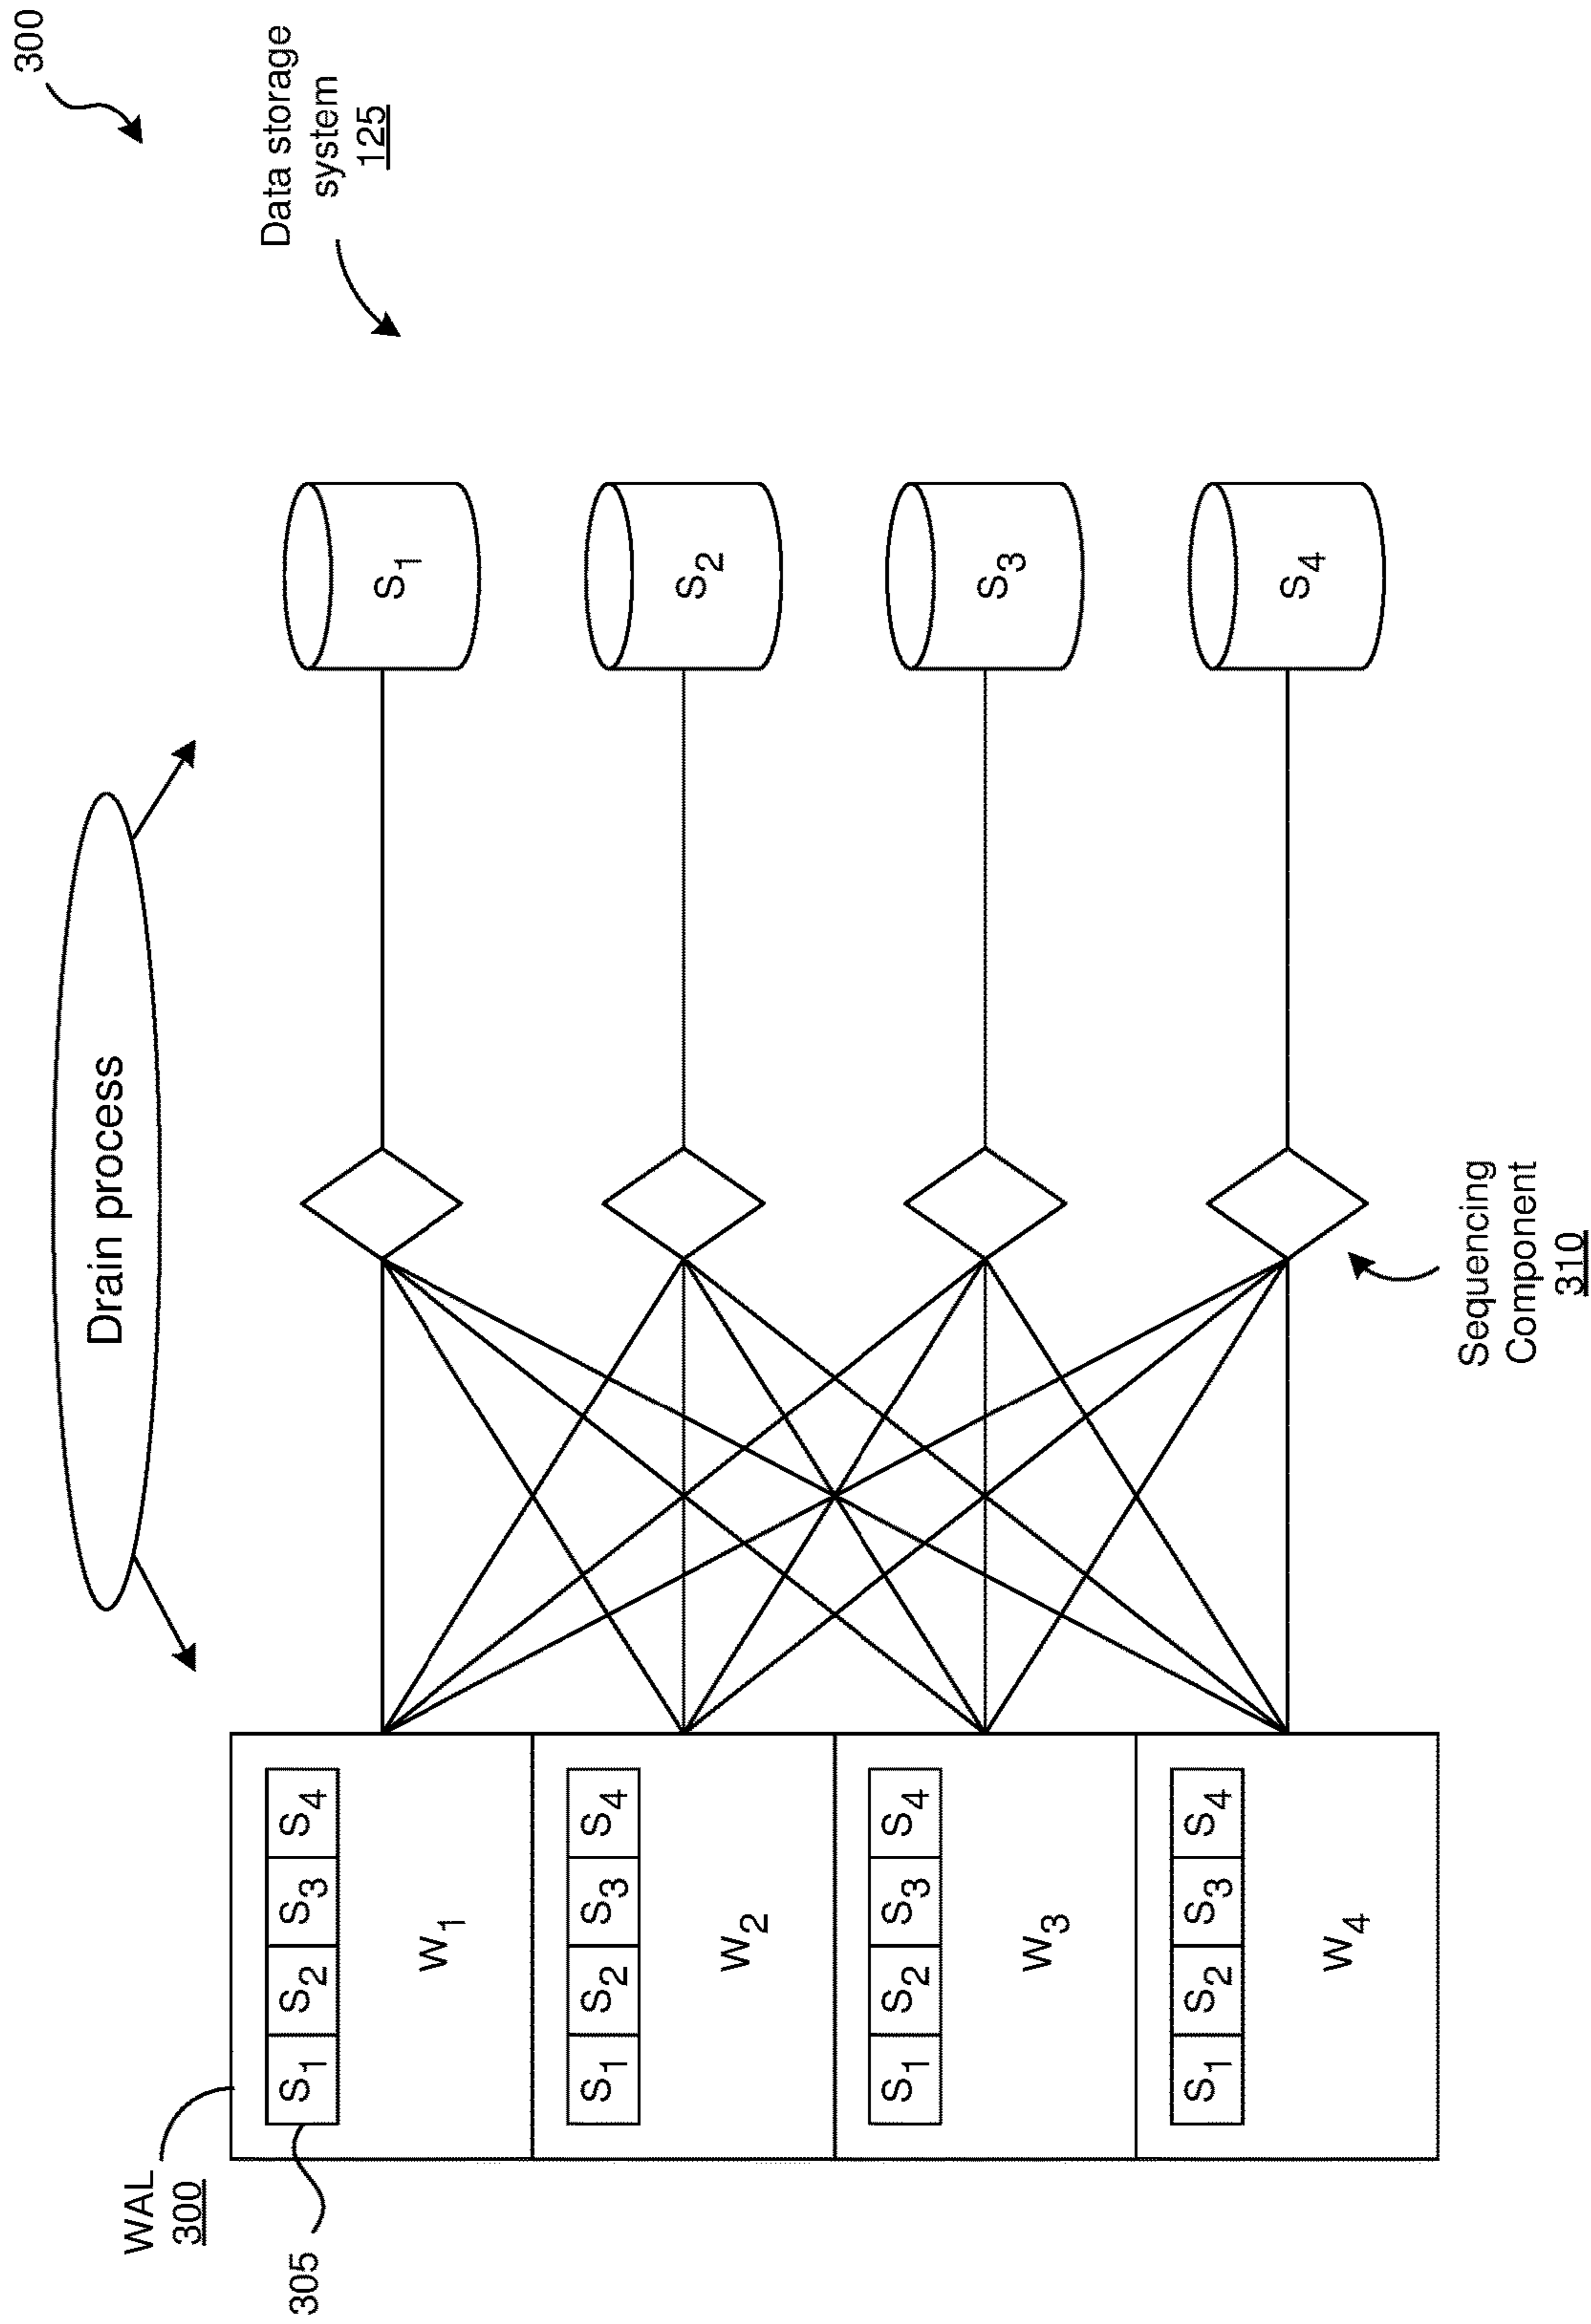 300
Drain process
Data storage
system
125
WAL
300
305
S1 S2 S3 S4
W1
S1
S1 S2 S3 S4
W2
S2
S1 S2 S3 S4
W3
S3
S1 S2 S3 S4
W4
S4
Sequencing
Component
310